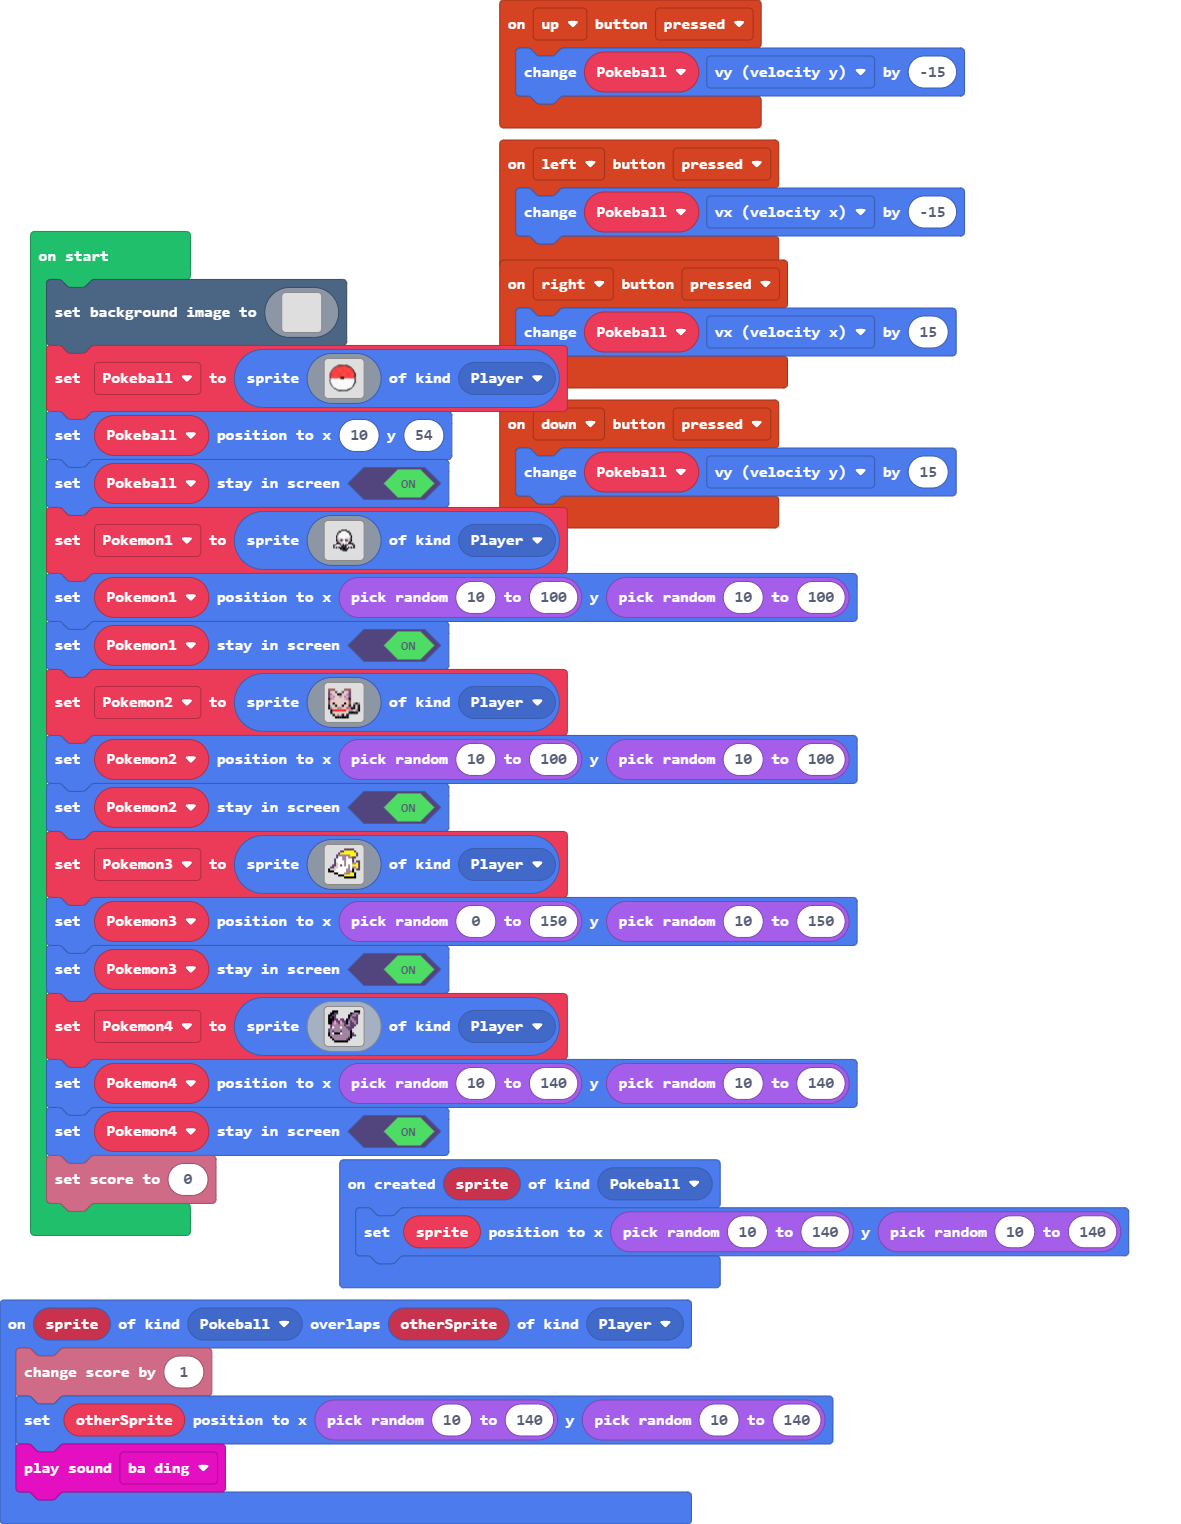 on up button pressed
change Pokeball vy (velocity y) by -15
on left button pressed
change Pokeball vx (velocity x) by -15
on right button pressed
change Pokeball vx (velocity x) by 15
on down button pressed
change Pokeball vy (velocity y) by 15
on start
set background image to
set Pokeball to sprite of kind Player
set Pokeball position to x 10 y 54
set Pokeball stay in screen ON
set Pokemon1 to sprite of kind Player
set Pokemon1 position to x pick random 10 to 100 y pick random 10 to 100
set Pokemon1 stay in screen ON
set Pokemon2 to sprite of kind Player
set Pokemon2 position to x pick random 10 to 100 y pick random 10 to 100
set Pokemon2 stay in screen ON
set Pokemon3 to sprite of kind Player
set Pokemon3 position to x pick random 0 to 150 y pick random 10 to 150
set Pokemon3 stay in screen ON
set Pokemon4 to sprite of kind Player
set Pokemon4 position to x pick random 10 to 140 y pick random 10 to 140
set Pokemon4 stay in screen ON
set score to 0
on created sprite of kind Pokeball
set sprite position to x pick random 10 to 140 y pick random 10 to 140
on sprite of kind Pokeball overlaps otherSprite of kind Player
change score by 1
set otherSprite position to x pick random 10 to 140 y pick random 10 to 140
play sound ba ding